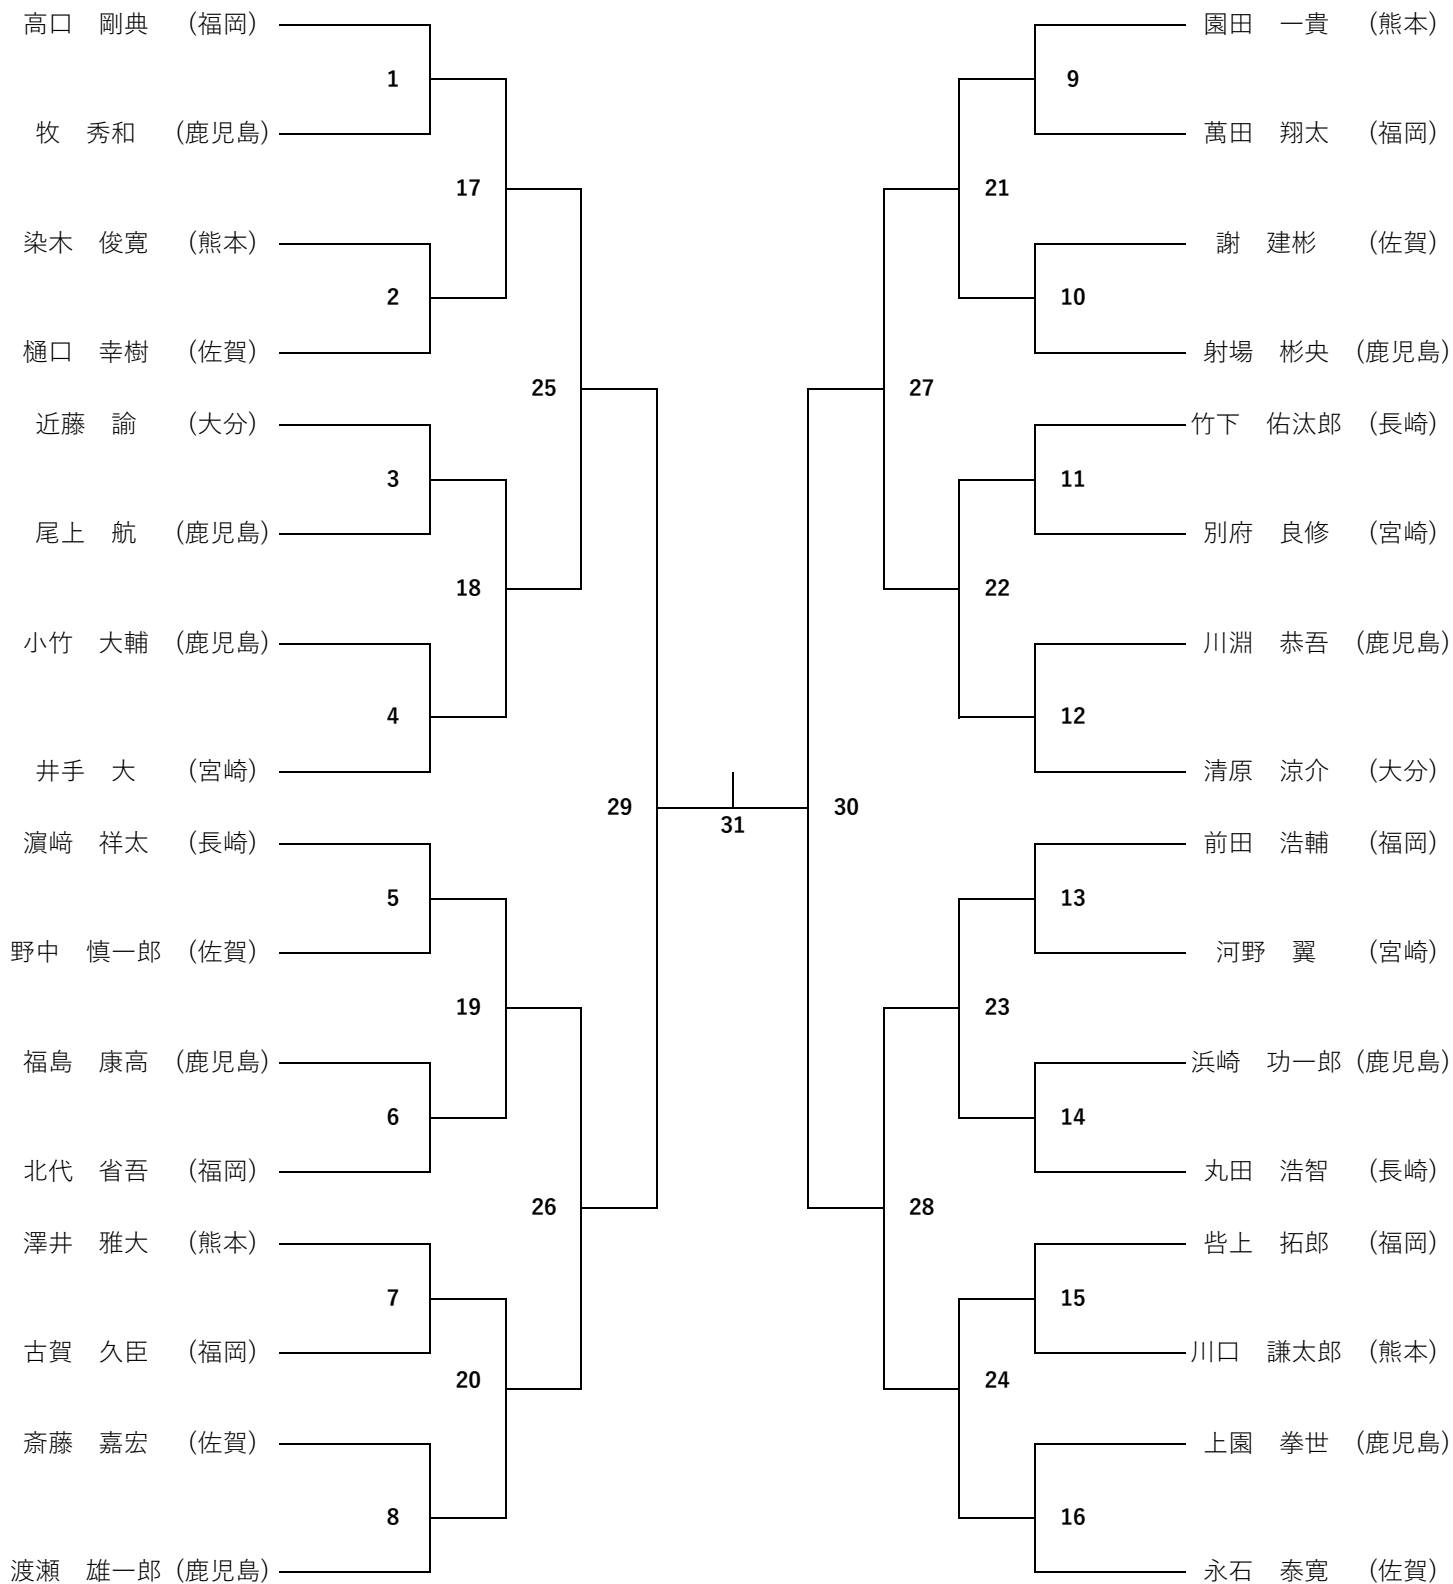 高口　剛典　（福岡）
1
牧　秀和　（鹿児島）
17
染木　俊寛　（熊本）
2
樋口　幸樹　（佐賀）
25
近藤　諭　（大分）
3
尾上　航　（鹿児島）
18
小竹　大輔　（鹿児島）
4
井手　大　（宮崎）
29
濵﨑　祥太　（長崎）
5
野中　慎一郎　（佐賀）
19
福島　康高　（鹿児島）
6
北代　省吾　（福岡）
26
澤井　雅大　（熊本）
7
古賀　久臣　（福岡）
20
斎藤　嘉宏　（佐賀）
8
渡瀬　雄一郎（鹿児島）
31
園田　一貴　（熊本）
9
萬田　翔太　（福岡）
21
謝　建彬　（佐賀）
10
射場　彬央　（鹿児島）
27
竹下　佑汰郎　（長崎）
11
別府　良修　（宮崎）
22
川淵　恭吾　（鹿児島）
12
清原　涼介　（大分）
30
前田　浩輔　（福岡）
13
河野　翼　（宮崎）
23
浜崎　功一郎（鹿児島）
14
丸田　浩智　（長崎）
28
砦上　拓郎　（福岡）
15
川口　謙太郎　（熊本）
24
上園　拳世　（鹿児島）
16
永石　泰寛　（佐賀）